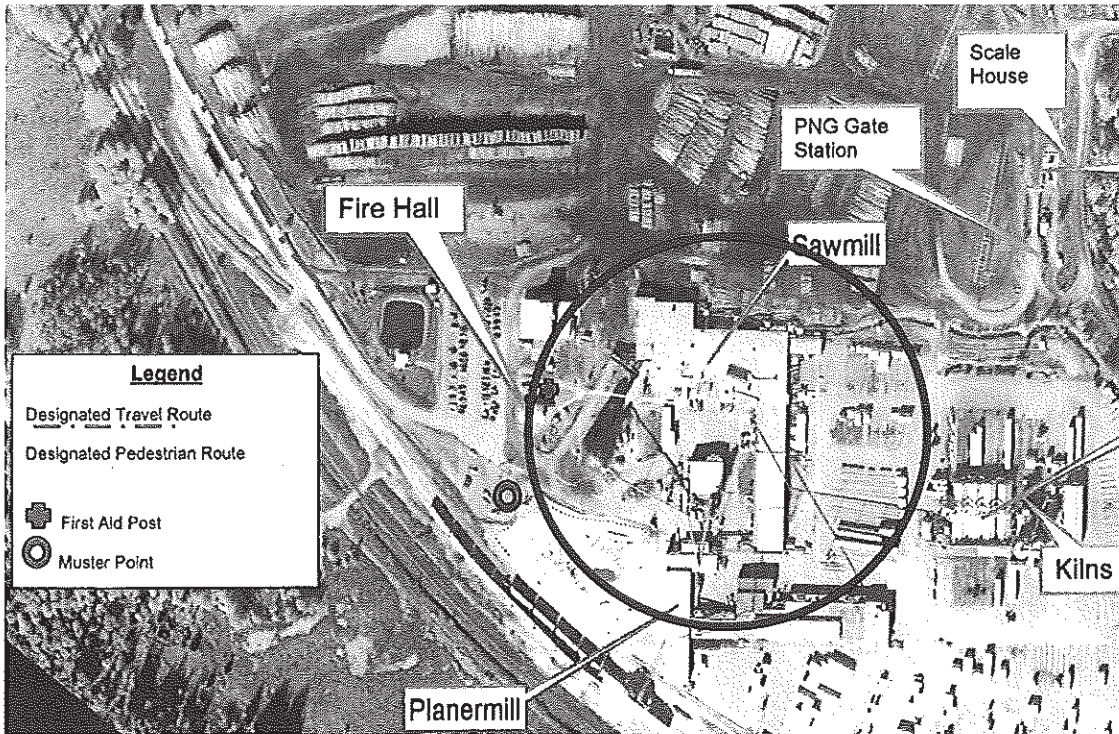 Scale
House
PNG Gate
Station
Fire Hall
Sawmill
Legend
Designated Travel Route
Designated Pedestrian Route
First Aid Post
Muster Point
Kilns
Planermill